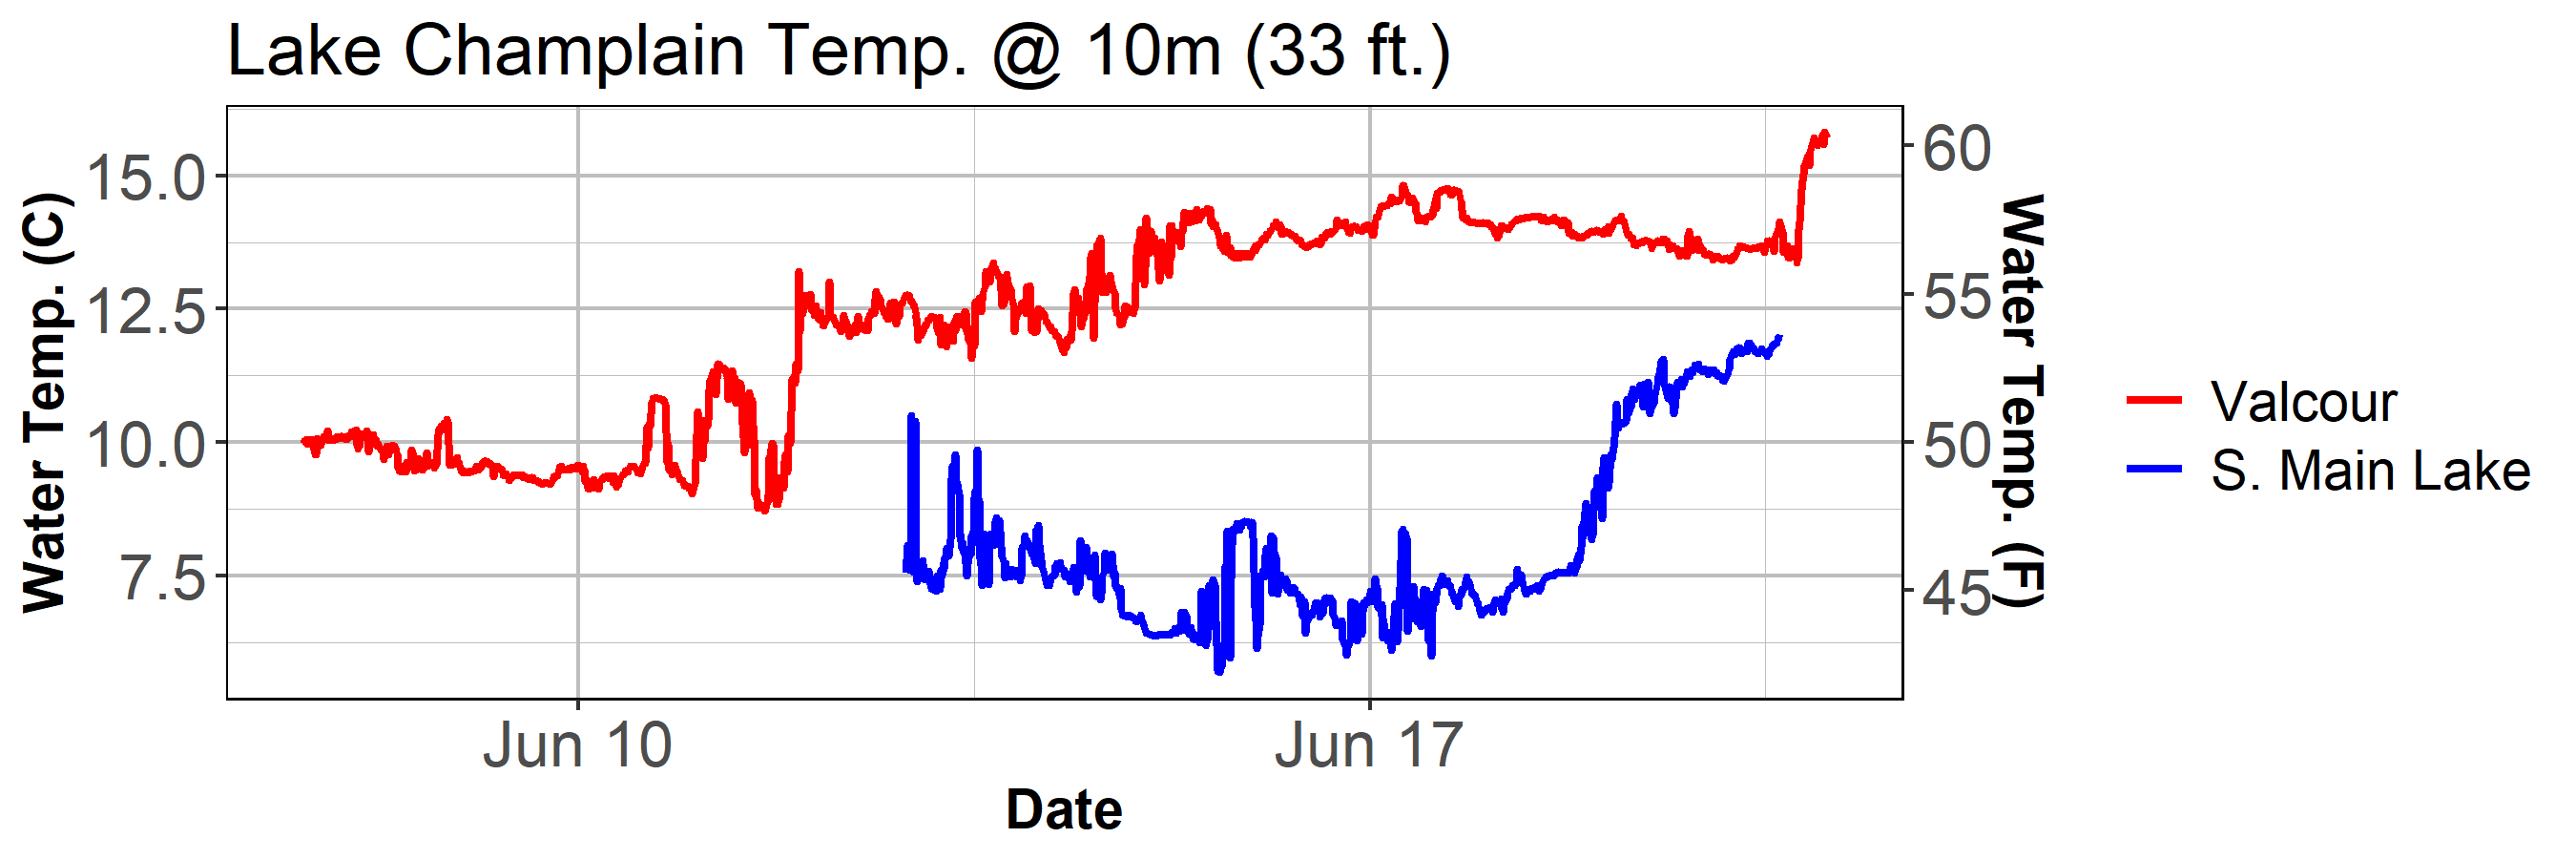 Lake Champlain Temp. @ 10m (33 ft.)
Water Temp. (C)
15.0
12.5
10.0
7.5
60
55
50
45
Water Temp. (F)
Jun 10
Jun 17
Date
Valcour
S. Main Lake